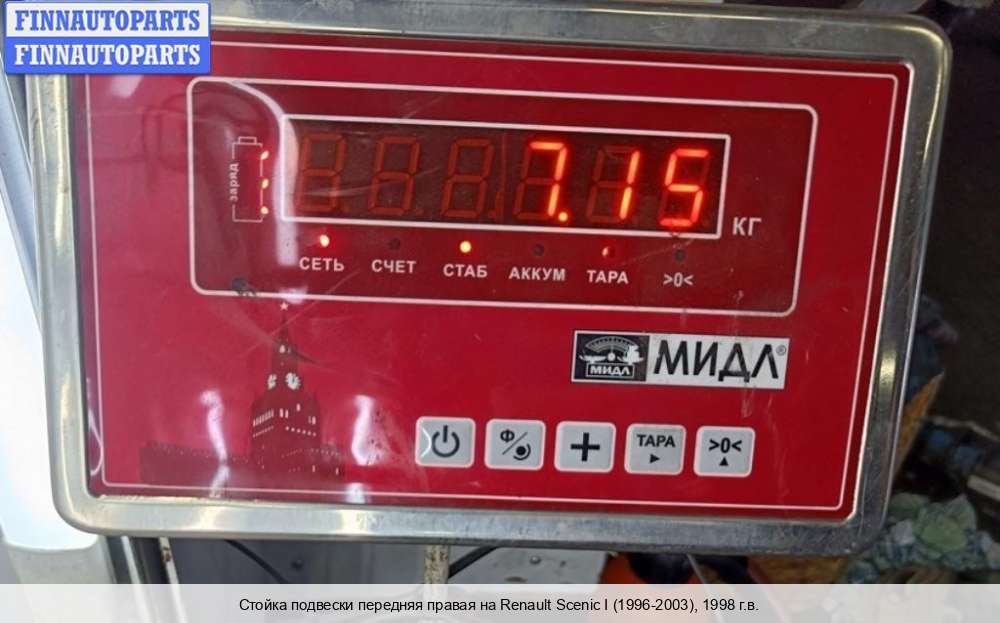 FINNAUTOPARTS
FINNAUTOPARTS
заряд
7.15
КГ
СЕТЬ СЧЕТ СТАБ АККУМ ТАРА >0<
МИДЛ
МИДЛ®
Ф
ТАРА >0<
Стойка подвески передняя правая на Renault Scenic I (1996-2003), 1998 г.в.